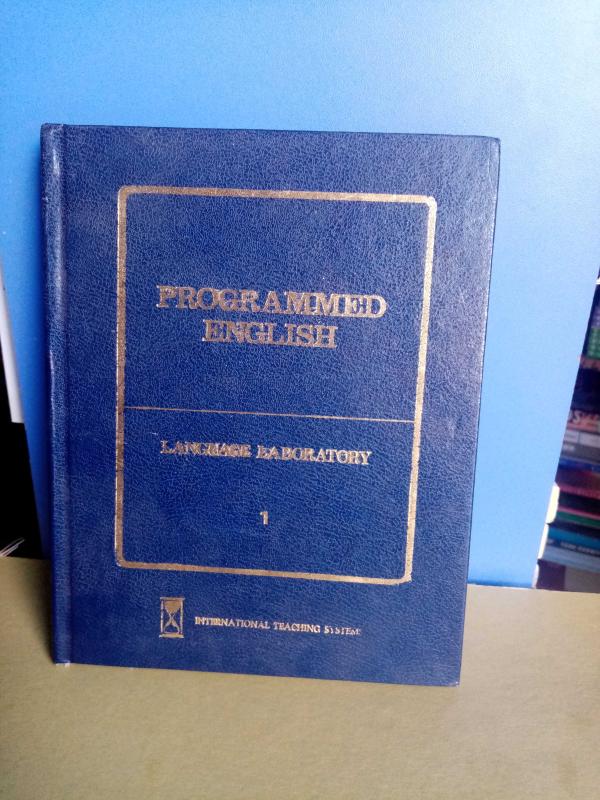 PROGRAMMED
ENGLISH
LANGUAGE LABORATORY
1
INTERNATIONAL TEACHING SYSTEM